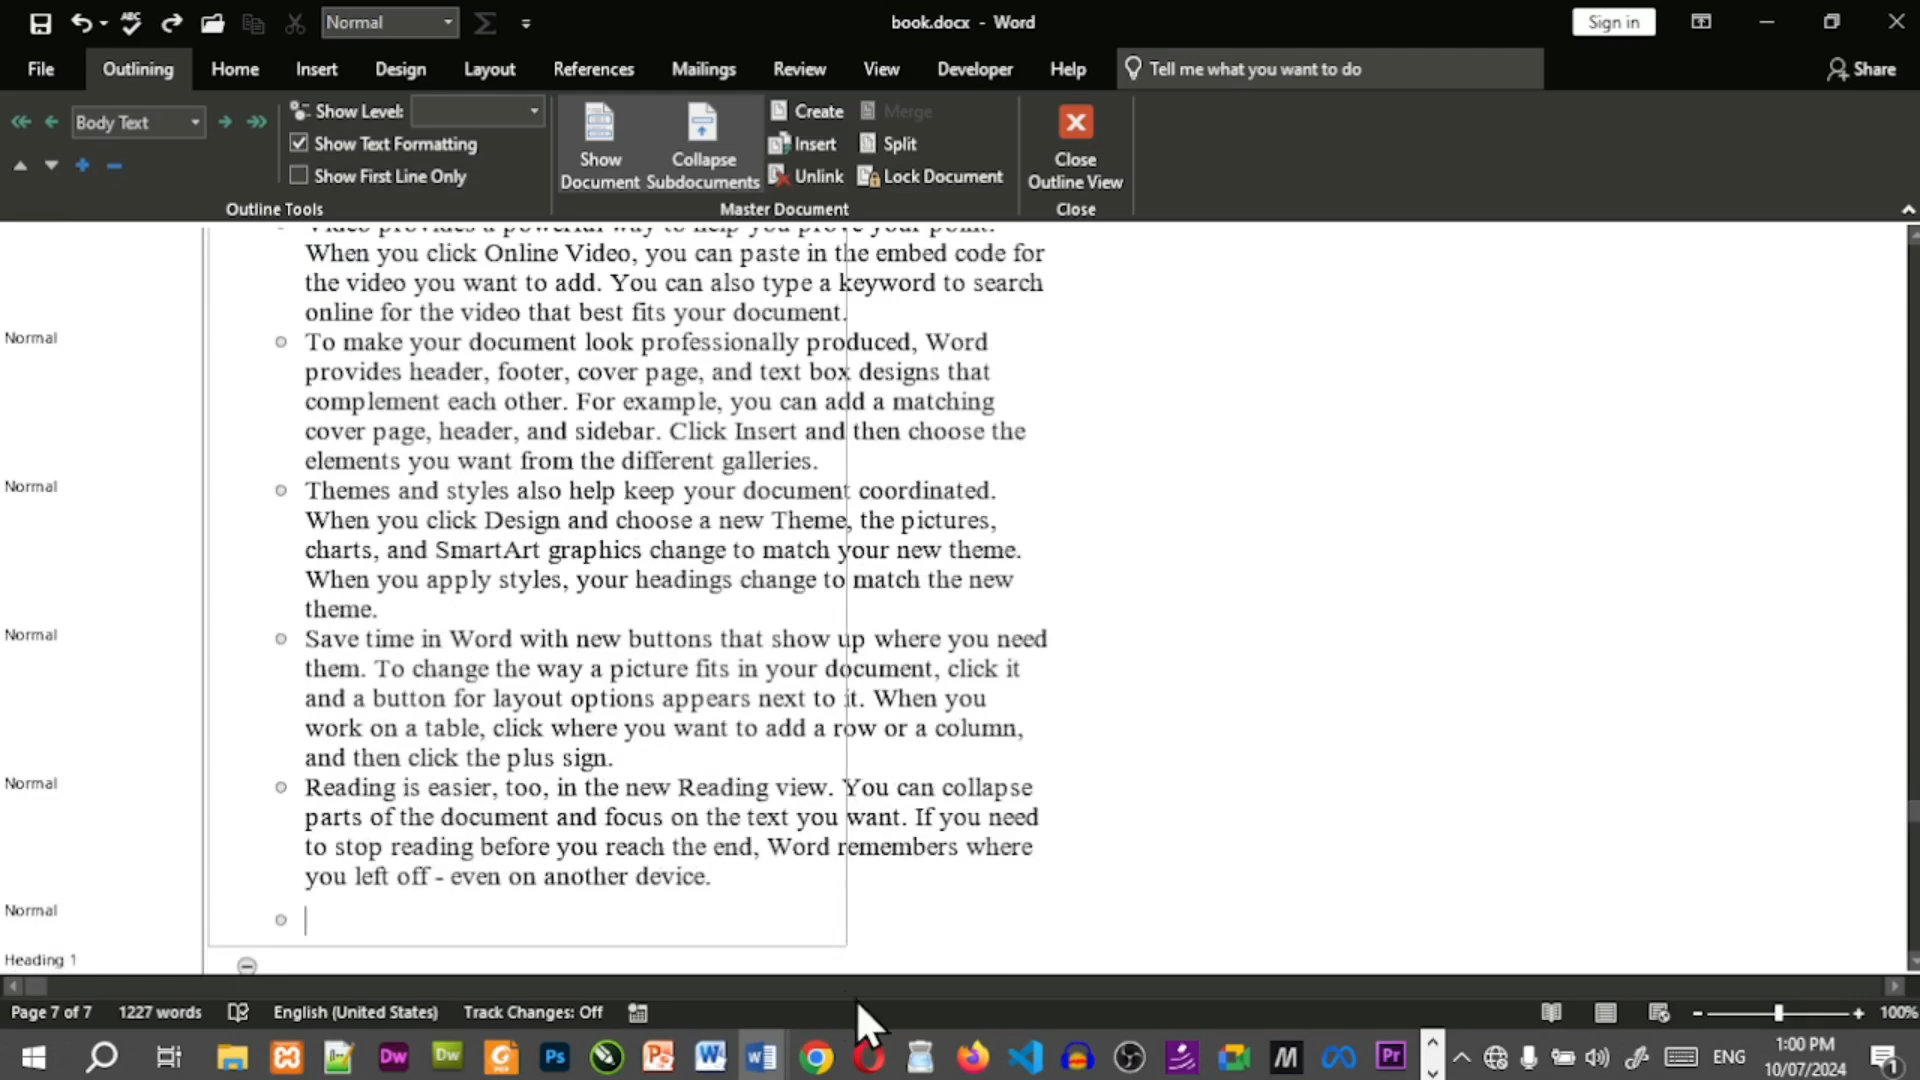 Normal
book.docx - Word
Sign in
File
Outlining
Home
Insert
Design
Layout
References
Mailings
Review
View
Developer
Help
Tell me what you want to do
Share
Body Text
Show Level:
Show Text Formatting
Show First Line Only
Outline Tools
Show Document
Collapse Subdocuments
Create
Insert
Unlink
Merge
Split
Lock Document
Master Document
Close Outline View
Close
Video provides a powerful way to help you prove your point.
When you click Online Video, you can paste in the embed code for
the video you want to add. You can also type a keyword to search
online for the video that best fits your document.
Normal
To make your document look professionally produced, Word
provides header, footer, cover page, and text box designs that
complement each other. For example, you can add a matching
cover page, header, and sidebar. Click Insert and then choose the
elements you want from the different galleries.
Normal
Themes and styles also help keep your document coordinated.
When you click Design and choose a new Theme, the pictures,
charts, and SmartArt graphics change to match your new theme.
When you apply styles, your headings change to match the new
theme.
Normal
Save time in Word with new buttons that show up where you need
them. To change the way a picture fits in your document, click it
and a button for layout options appears next to it. When you
work on a table, click where you want to add a row or a column,
and then click the plus sign.
Normal
Reading is easier, too, in the new Reading view. You can collapse
parts of the document and focus on the text you want. If you need
to stop reading before you reach the end, Word remembers where
you left off - even on another device.
Normal
Heading 1
Page 7 of 7
1227 words
English (United States)
Track Changes: Off
100%
Dw
Dw
Ps
M
Pr
ENG
1:00 PM
10/07/2024
1